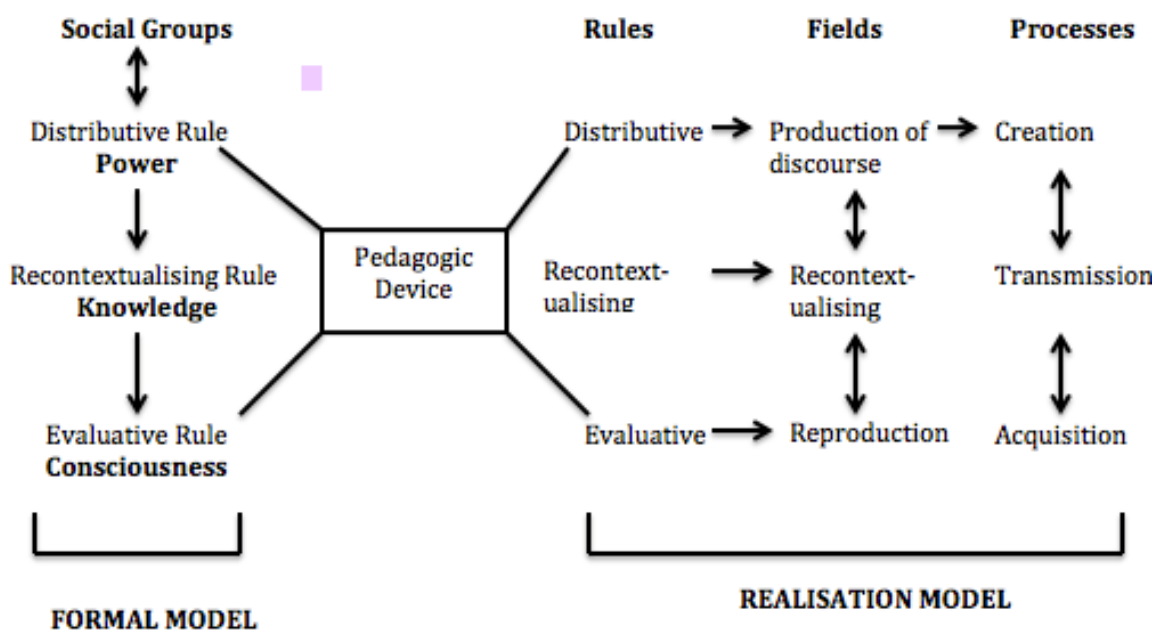 Social Groups
Rules
Fields
Processes
Distributive Rule
Power
Distributive
Production of
discourse
Creation
Pedagogic
Device
Recontextualising Rule
Knowledge
Recontext-
ualising
Recontext-
ualising
Transmission
Evaluative Rule
Consciousness
Evaluative
Reproduction
Acquisition
FORMAL MODEL
REALISATION MODEL